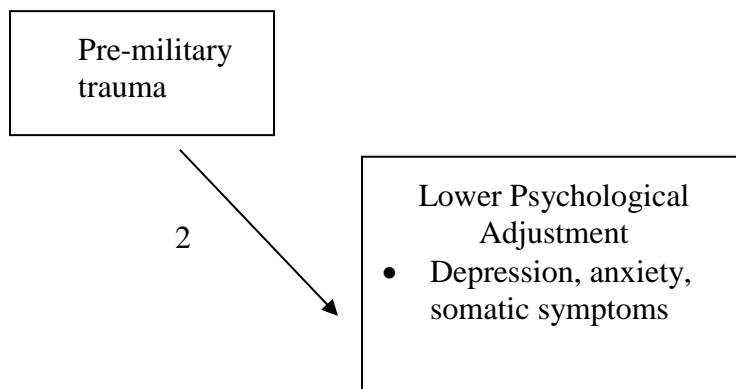 Pre-military
trauma
2
Lower Psychological
Adjustment
• Depression, anxiety,
somatic symptoms